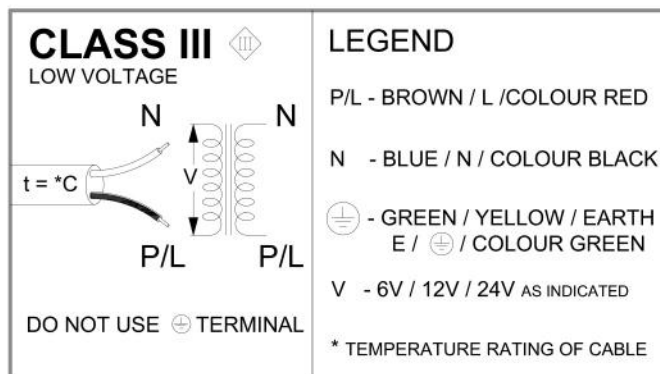 CLASS III III
LOW VOLTAGE
N N
t = *C V
P/L P/L
DO NOT USE TERMINAL
LEGEND
P/L - BROWN / L /COLOUR RED
N - BLUE / N / COLOUR BLACK
- GREEN / YELLOW / EARTH
E / / COLOUR GREEN
V - 6V / 12V / 24V AS INDICATED
* TEMPERATURE RATING OF CABLE